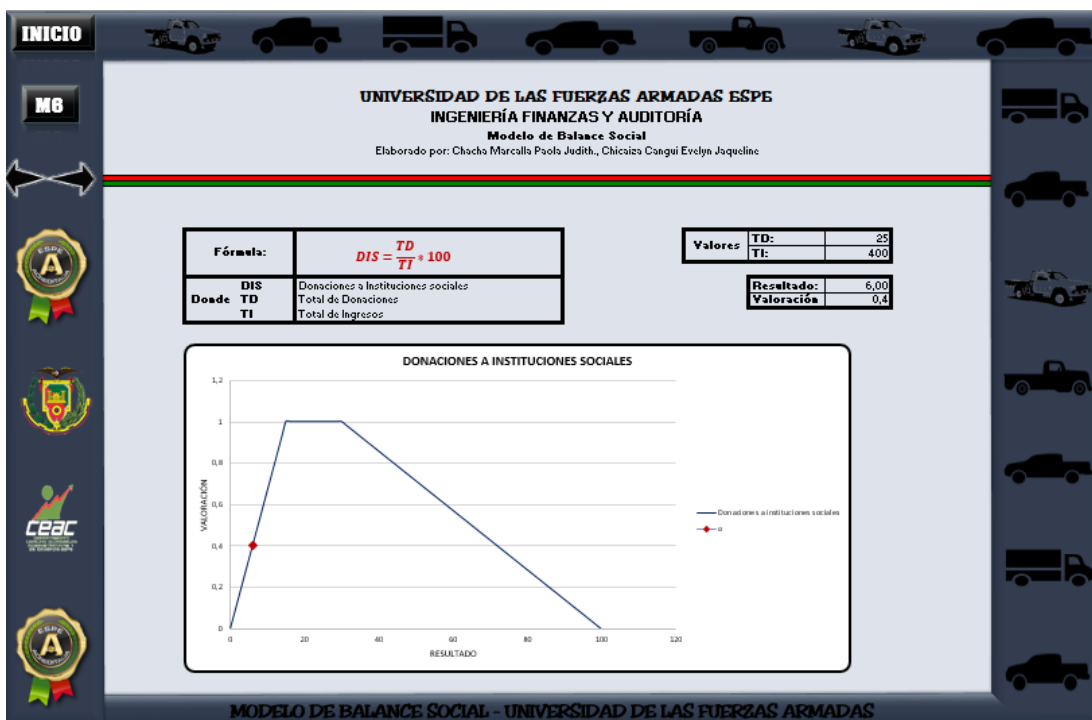 INICIO
M6
UNIVERSIDAD DE LAS FUERZAS ARMADAS ESPE
INGENIERÍA FINANZAS Y AUDITORÍA
Modelo de Balance Social
Elaborado por: Chacha Marcalla Paola Judith., Chicaiza Cangui Evelyn Jaqueline
Fórmula:
DIS = TD/TI * 100
DIS Donaciones a Instituciones sociales
Donde TD Total de Donaciones
TI Total de Ingresos
Valores TD: 25
TI: 400
Resultado: 6,00
Valoración 0,4
DONACIONES A INSTITUCIONES SOCIALES
1,2
1
0,8
0,6
0,4
0,2
0
VALORACIÓN
0 20 40 60 80 100 120
RESULTADO
Donaciones a instituciones sociales
α
ESPE
A
ceac
ESPE
A
MODELO DE BALANCE SOCIAL - UNIVERSIDAD DE LAS FUERZAS ARMADAS